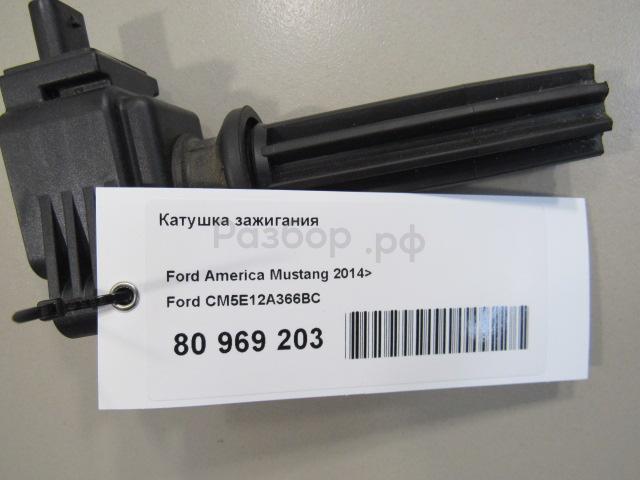 Катушка зажигания
Разбор.рф
Ford America Mustang 2014>
Ford CM5E12A366BC
80 969 203